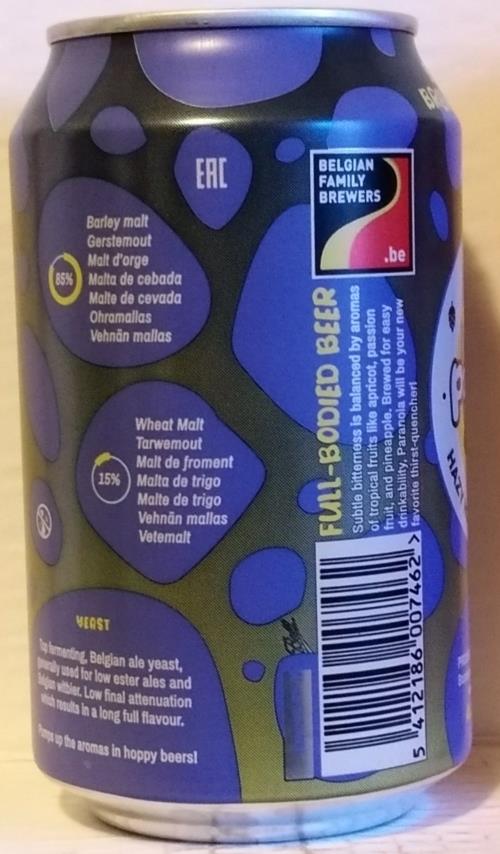 BRO
EAC
BELGIAN
FAMILY
BREWERS
.be
85%
Barley malt
Gerstemout
Malt d'orge
Malta de cebada
Malte de cevada
Ohramallas
Vehnän mallas
15%
Wheat Malt
Tarwemout
Malt de froment
Malta de trigo
Malte de trigo
Vehnän mallas
Vetemalt
YEAST
Top fermenting, Belgian ale yeast,
generally used for low ester ales and
Belgian witbier. Low final attenuation
which results in a long full flavour.
Pumps up the aromas in hoppy beers!
FULL-BODIED BEER
Subtle bitterness is balanced by aromas
of tropical fruits like apricot, passion
fruit, and pineapple. Brewed for easy
drinkability, Paranoia will be your new
favorite thirst-quencher!
5 412186 007462 >
HAZY